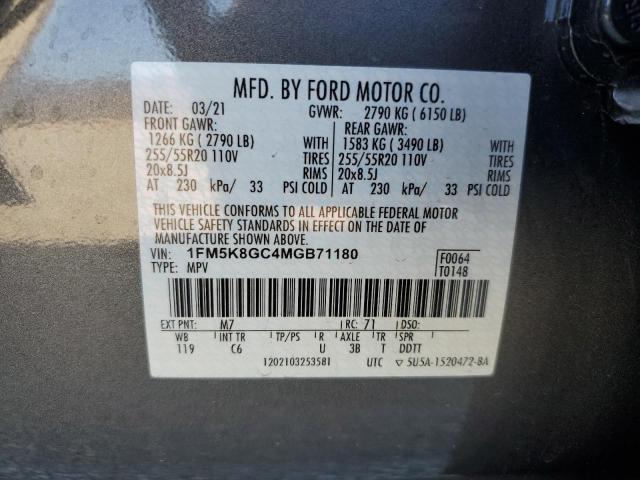 MFD. BY FORD MOTOR CO.
DATE: 03/21 GVWR: 2790 KG ( 6150 LB)
FRONT GAWR: REAR GAWR:
1266 KG ( 2790 LB) 1583 KG ( 3490 LB)
255/55R20 110V TIRES 255/55R20 110V TIRES
20x8.5J RIMS 20x8.5J RIMS
AT 230 kPa/ 33 PSI COLD AT 230 kPa/ 33 PSI COLD
THIS VEHICLE CONFORMS TO ALL APPLICABLE FEDERAL MOTOR
VEHICLE SAFETY STANDARDS IN EFFECT ON THE DATE OF
MANUFACTURE SHOWN ABOVE.
VIN: 1FM5K8GC4MGB71180 F0064
TYPE: MPV T0148
EXT PNT: M7 RC: 71 DSO:
WB INT TR TP/PS R AXLE TR SPR
119 C6 U 3B T DDTT
1202103253581 UTC ▽ 5U5A-1520472-BA